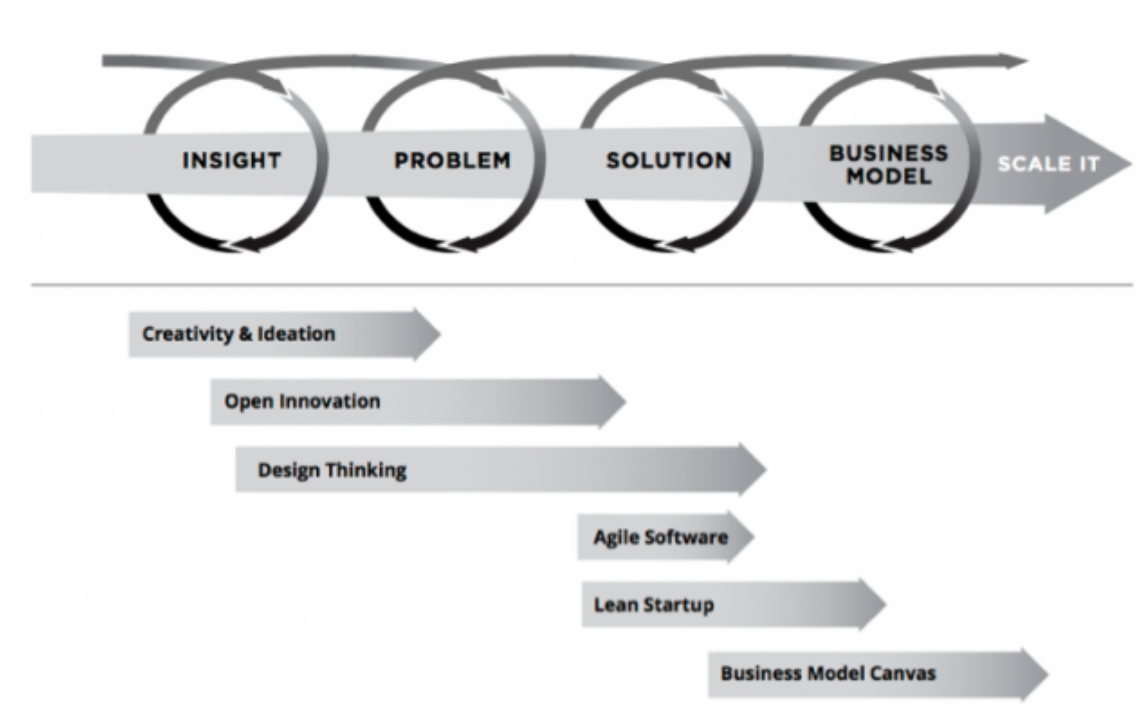 INSIGHT
PROBLEM
SOLUTION
BUSINESS
MODEL
SCALE IT
Creativity & Ideation
Open Innovation
Design Thinking
Agile Software
Lean Startup
Business Model Canvas